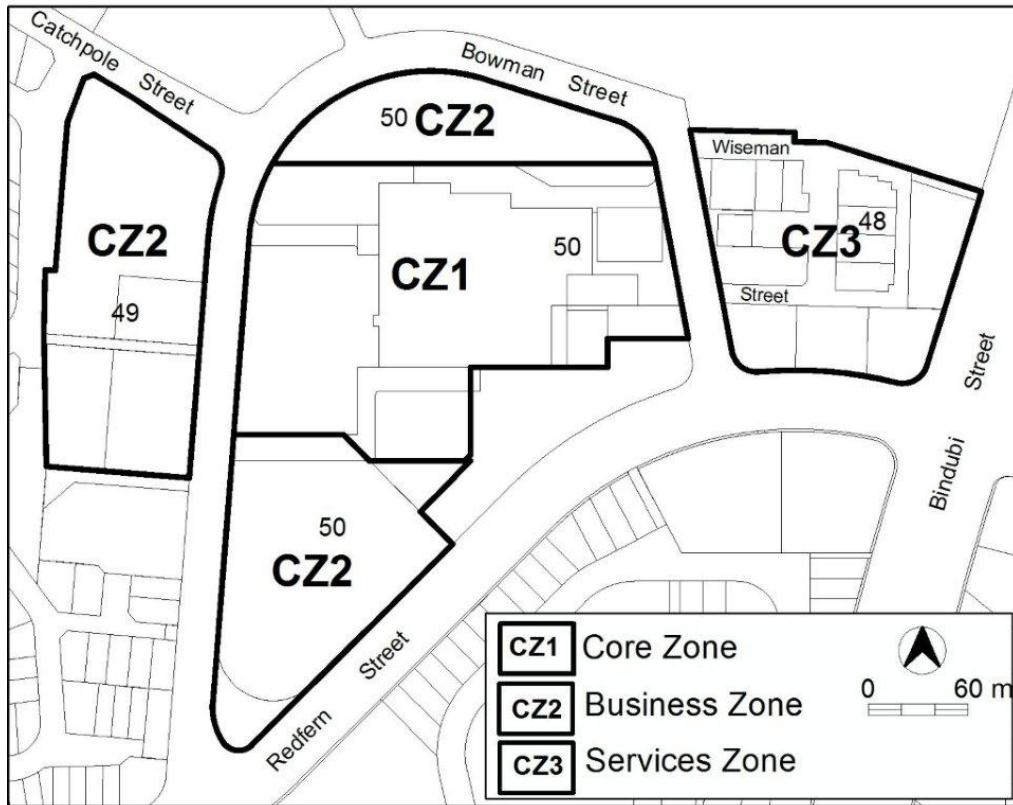 Catchpole Street
Bowman Street
50 CZ2
Wiseman
CZ2
48
CZ3
50
CZ1
Street
49
Street
Bindubi
50
CZ2
Street
Redfern
CZ1 Core Zone
CZ2 Business Zone
CZ3 Services Zone
0 60 m